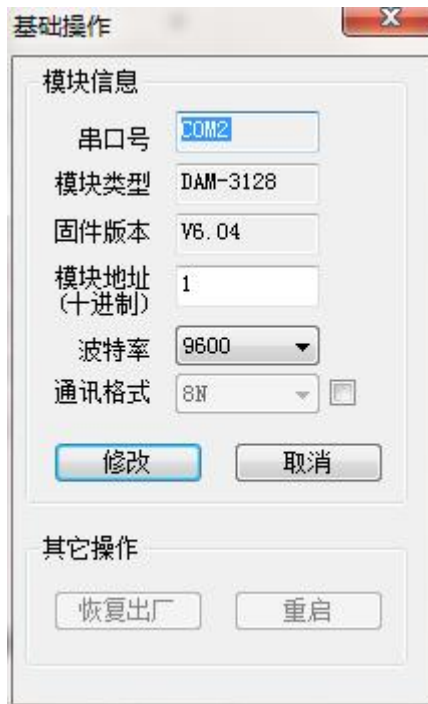 基础操作
模块信息
串口号 COM2
模块类型 DAM-3128
固件版本 V6.04
模块地址 1
(十进制)
波特率 9600
通讯格式 8N
修改 取消
其它操作
恢复出厂 重启